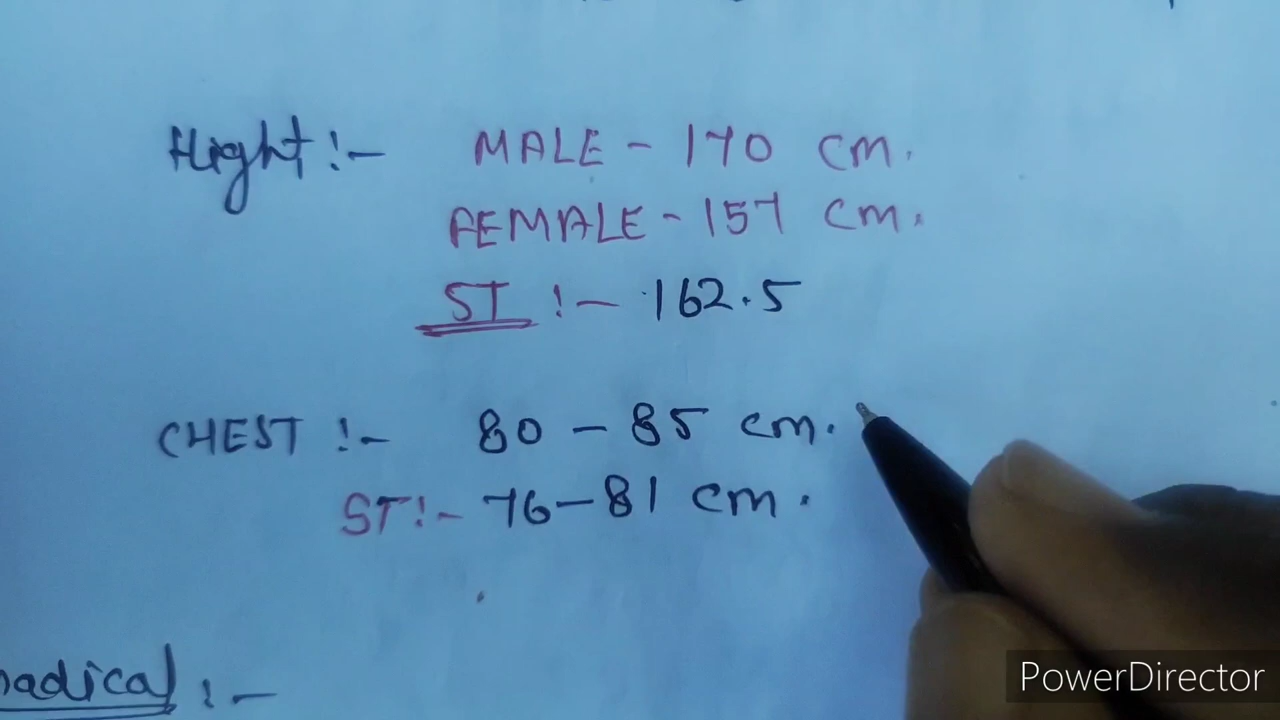 Hight :- MALE - 170 cm.
FEMALE - 157 cm.
ST :- 162.5
CHEST :- 80 - 85 cm.
ST :- 76-81 cm.
madical :-
PowerDirector